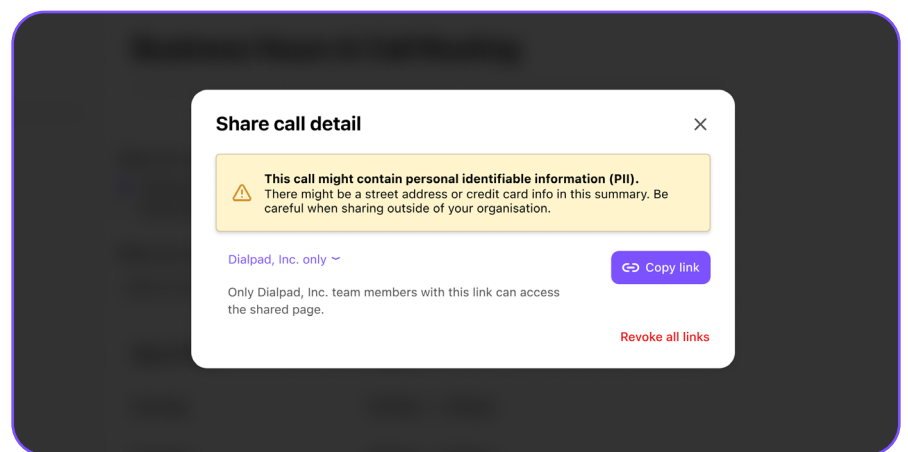 Share call detail
This call might contain personal identifiable information (PII).
There might be a street address or credit card info in this summary. Be
careful when sharing outside of your organisation.
Dialpad, Inc. only
Copy link
Only Dialpad, Inc. team members with this link can access
the shared page.
Revoke all links